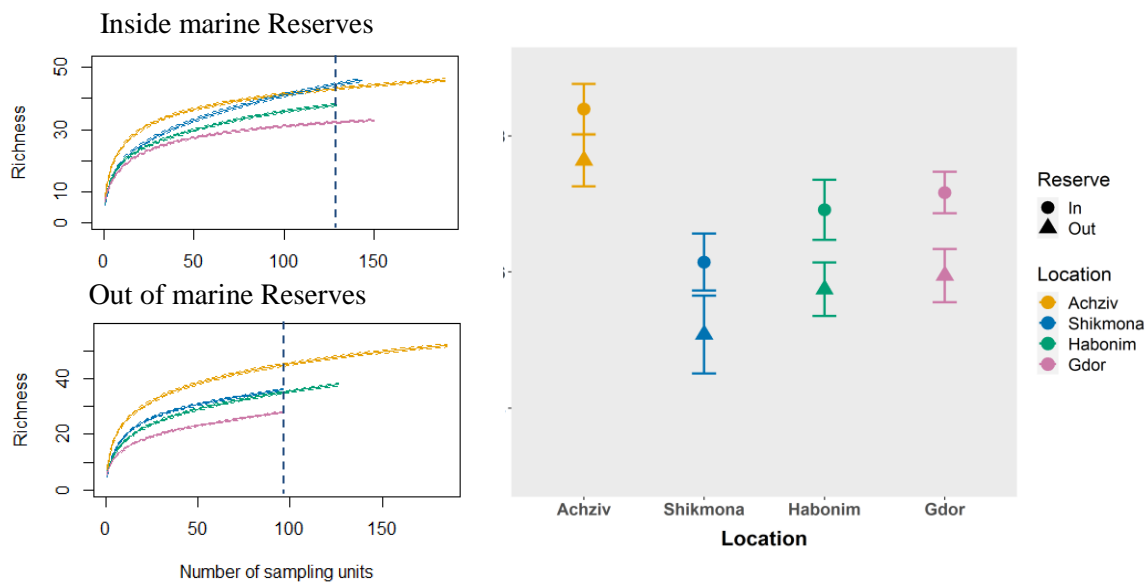 Inside marine Reserves
Richness
50
30
10
0
0 50 100 150
Out of marine Reserves
Richness
40
20
0
0 50 100 150
Number of sampling units
Achziv Shikmona Habonim Gdor
Location
Reserve
In
Out
Location
Achziv
Shikmona
Habonim
Gdor